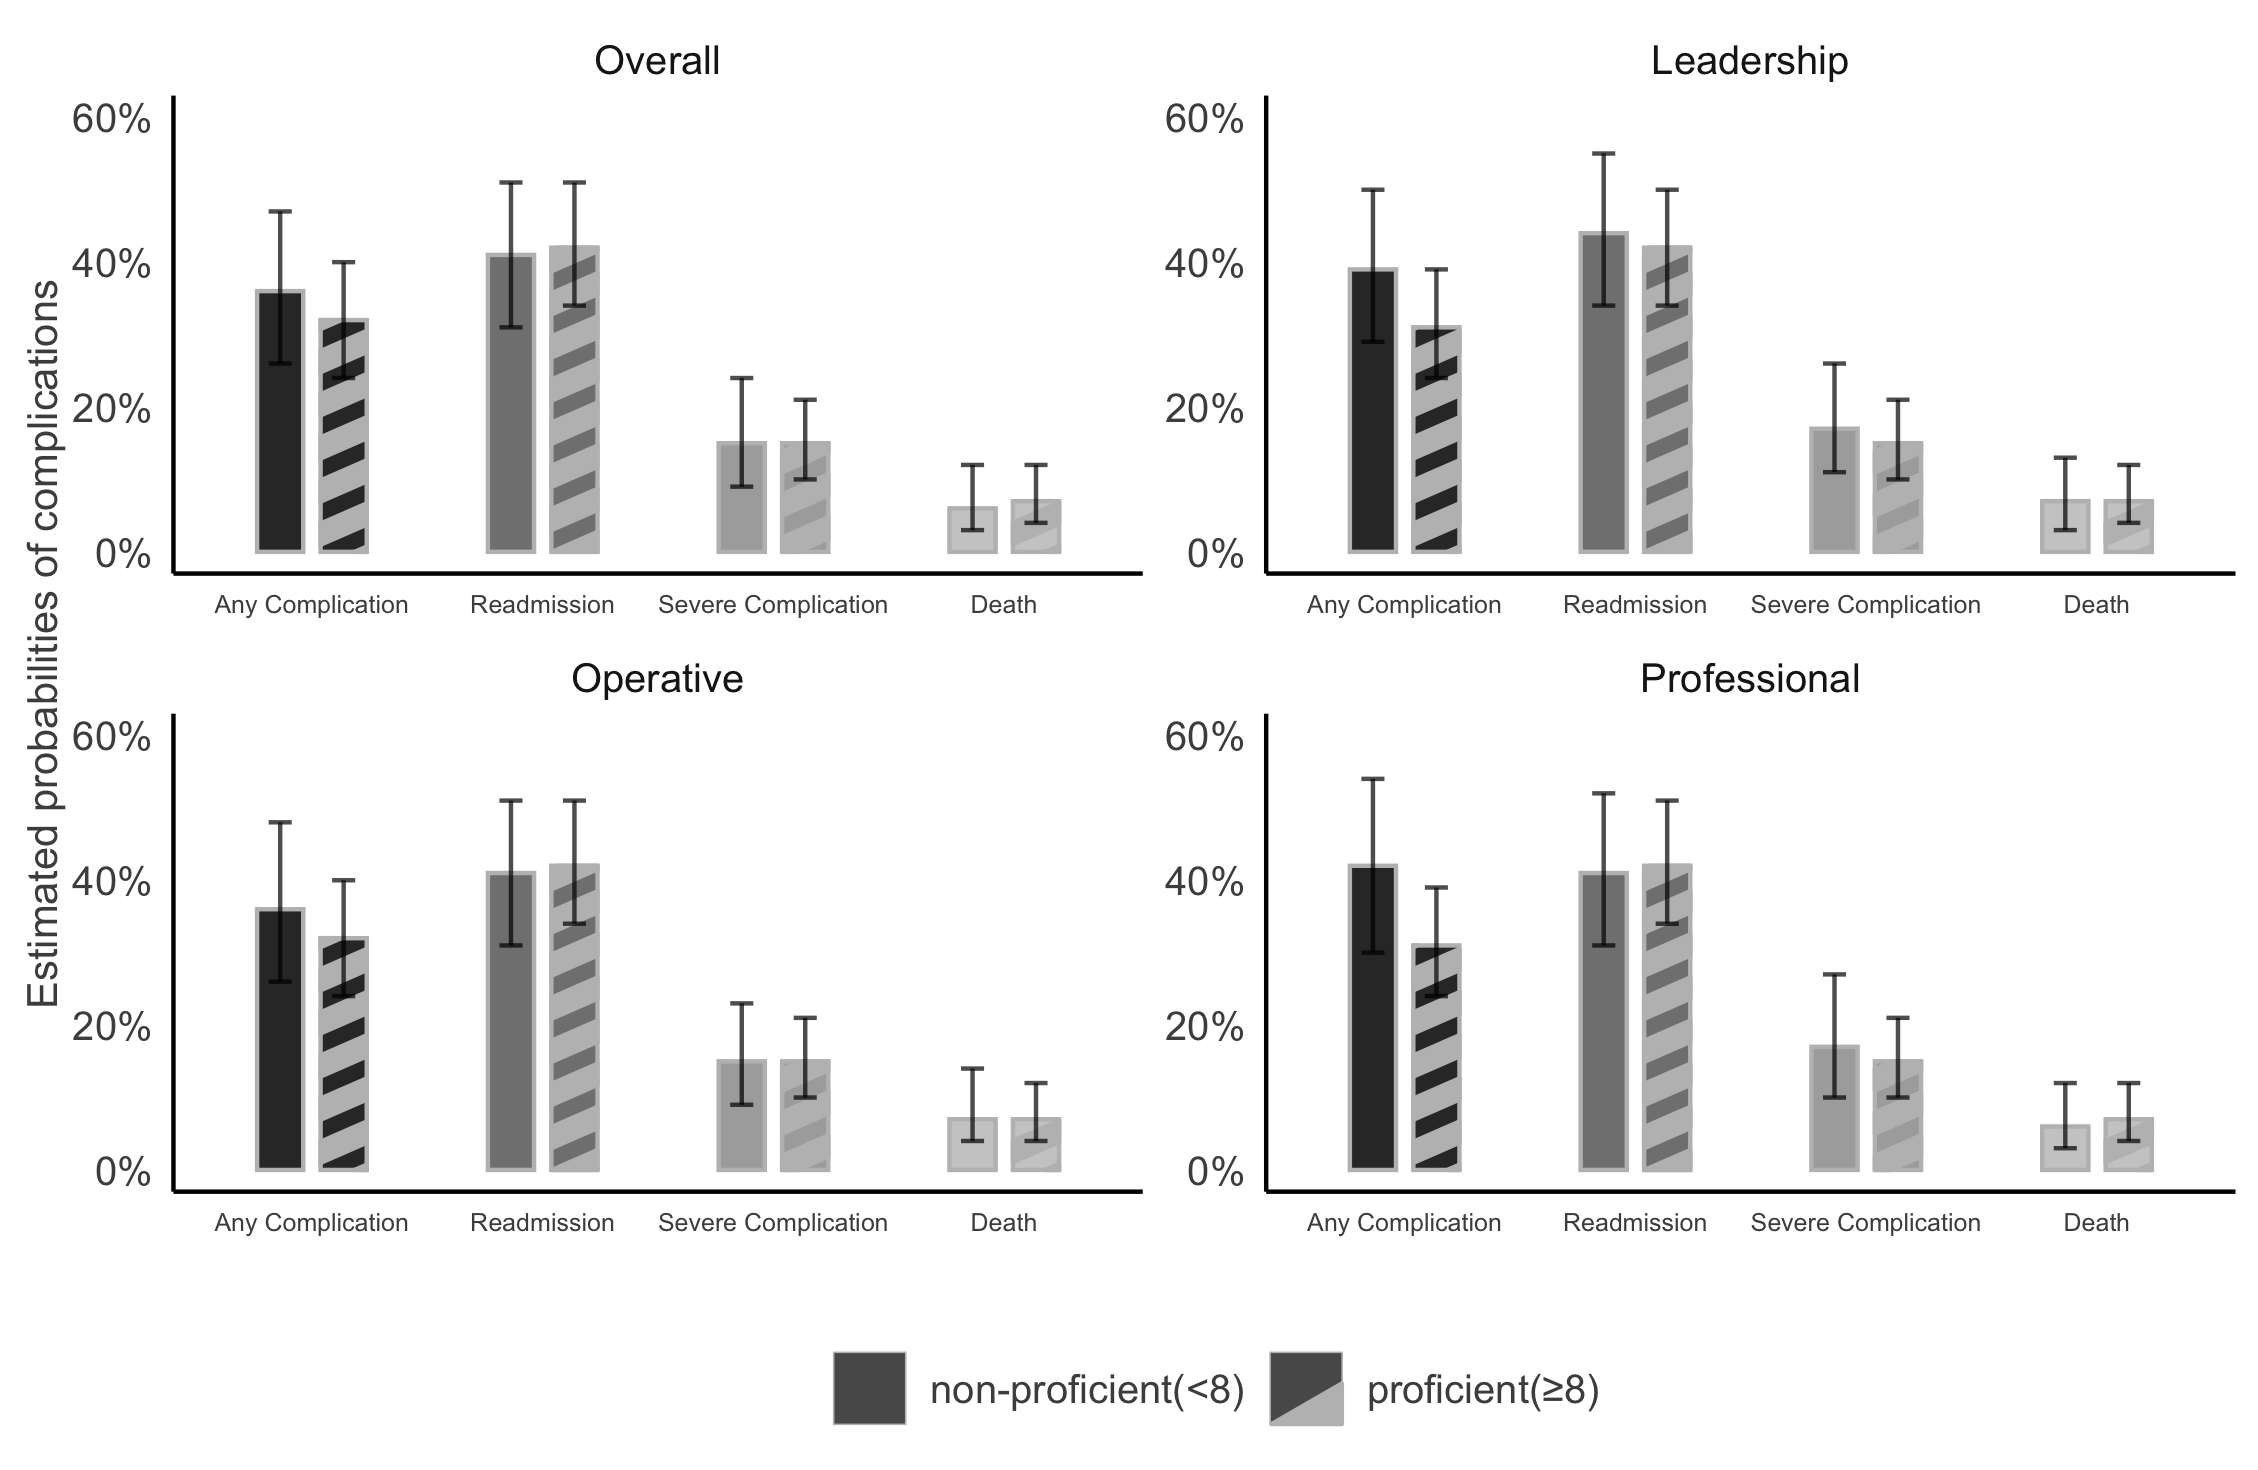 Estimated probabilities of complications
Overall
60%
40%
20%
0%
Any Complication Readmission Severe Complication Death
Leadership
60%
40%
20%
0%
Any Complication Readmission Severe Complication Death
Operative
60%
40%
20%
0%
Any Complication Readmission Severe Complication Death
Professional
60%
40%
20%
0%
Any Complication Readmission Severe Complication Death
non-proficient(<8) proficient(≥8)